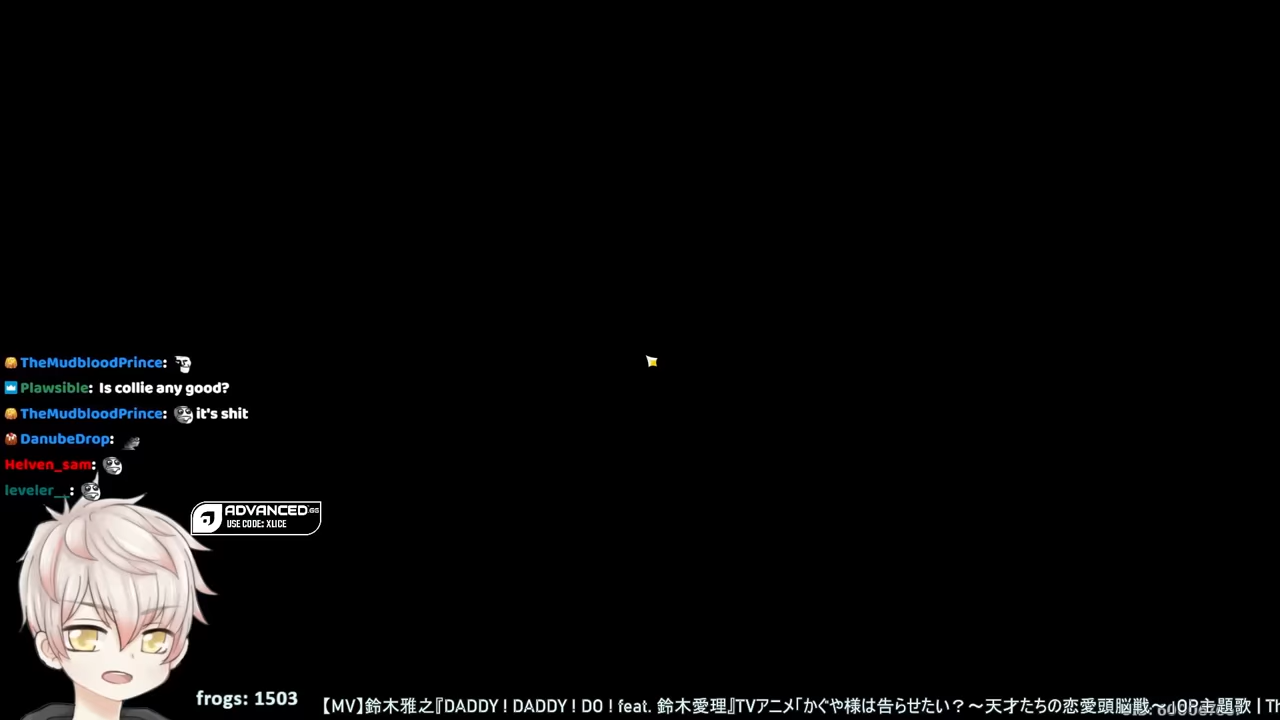 TheMudbloodPrince:
Plawsible: Is collie any good?
TheMudbloodPrince: it's shit
DanubeDrop:
Helven_sam:
leveler__:
ADVANCED.GG
USE CODE: XLICE
frogs: 1503
【MV】鈴木雅之『DADDY ! DADDY ! DO ! feat. 鈴木愛理』TVアニメ「かぐや様は告らせたい？～天才たちの恋愛頭脳戦～」OP主題歌 | Th